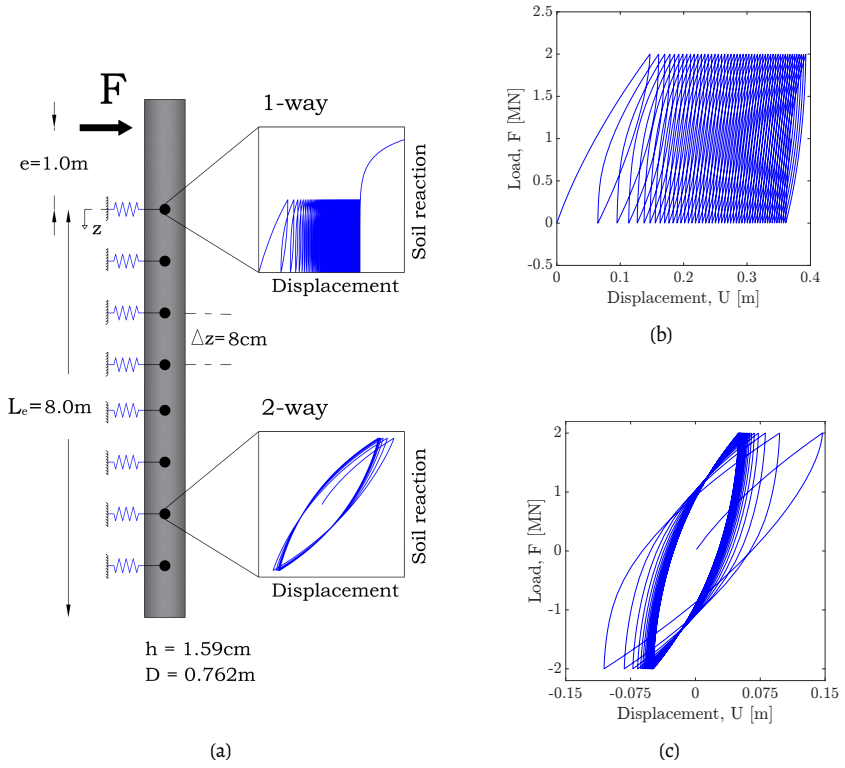 F
e=1.0m
z
1-way
Soil reaction
Displacement
△z=8cm
Lₑ=8.0m
2-way
Soil reaction
Displacement
h = 1.59cm
D = 0.762m
(a)
2.5
2
1.5
1
0.5
0
-0.5
Load, F [MN]
0
0.1
0.2
0.3
0.4
Displacement, U [m]
(b)
2
1
0
-1
-2
Load, F [MN]
-0.15
-0.075
0
0.075
0.15
Displacement, U [m]
(c)